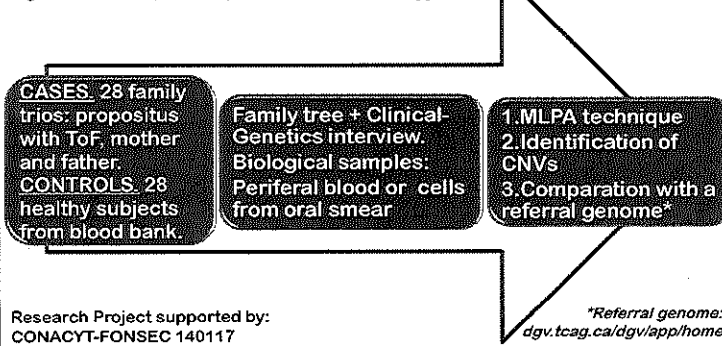 CASES. 28 family
trios: propositus
with ToF, mother
and father.
CONTROLS. 28
healthy subjects
from blood bank.
Family tree + Clinical-
Genetics interview.
Biological samples:
Periferal blood or cells
from oral smear
1.MLPA technique
2.Identification of
CNVs
3.Comparation with a
referral genome*
Research Project supported by:
CONACYT-FONSEC 140117
*Referral genome:
dgv.tcag.ca/dgv/app/home